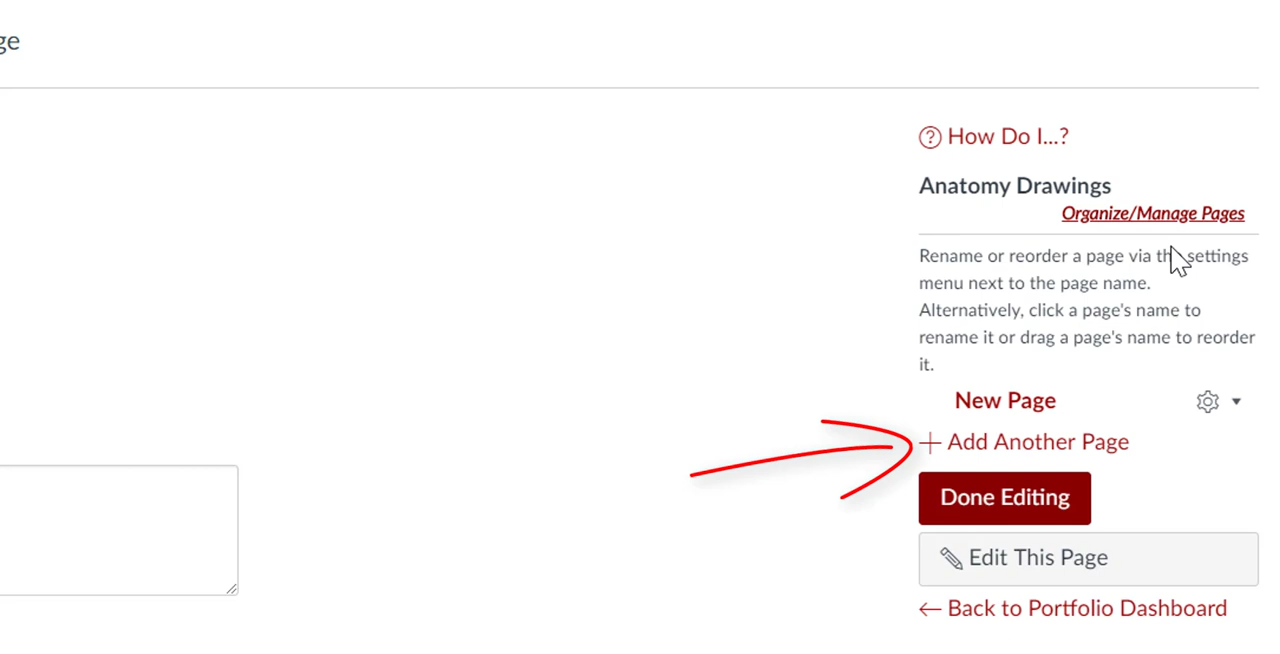 ge
How Do I...?
Anatomy Drawings
Organize/Manage Pages
Rename or reorder a page via the settings
menu next to the page name.
Alternatively, click a page's name to
rename it or drag a page's name to reorder
it.
New Page
Add Another Page
Done Editing
Edit This Page
Back to Portfolio Dashboard